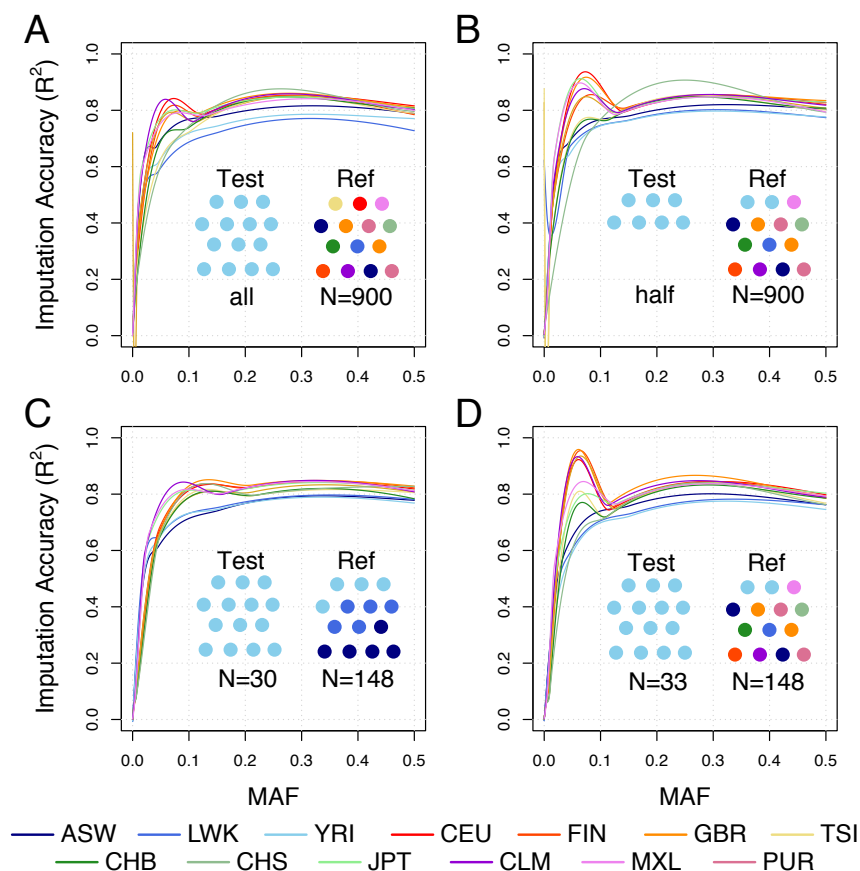 A
B
Imputation Accuracy (R²)
0.0 0.2 0.4 0.6 0.8 1.0
Test Ref
all N=900
0.0 0.1 0.2 0.3 0.4 0.5
0.0 0.2 0.4 0.6 0.8 1.0
Test Ref
half N=900
0.0 0.1 0.2 0.3 0.4 0.5
C
D
Imputation Accuracy (R²)
0.0 0.2 0.4 0.6 0.8 1.0
Test Ref
N=30 N=148
0.0 0.1 0.2 0.3 0.4 0.5
MAF
0.0 0.2 0.4 0.6 0.8 1.0
Test Ref
N=33 N=148
0.0 0.1 0.2 0.3 0.4 0.5
MAF
ASW LWK YRI CEU FIN GBR TSI
CHB CHS JPT CLM MXL PUR